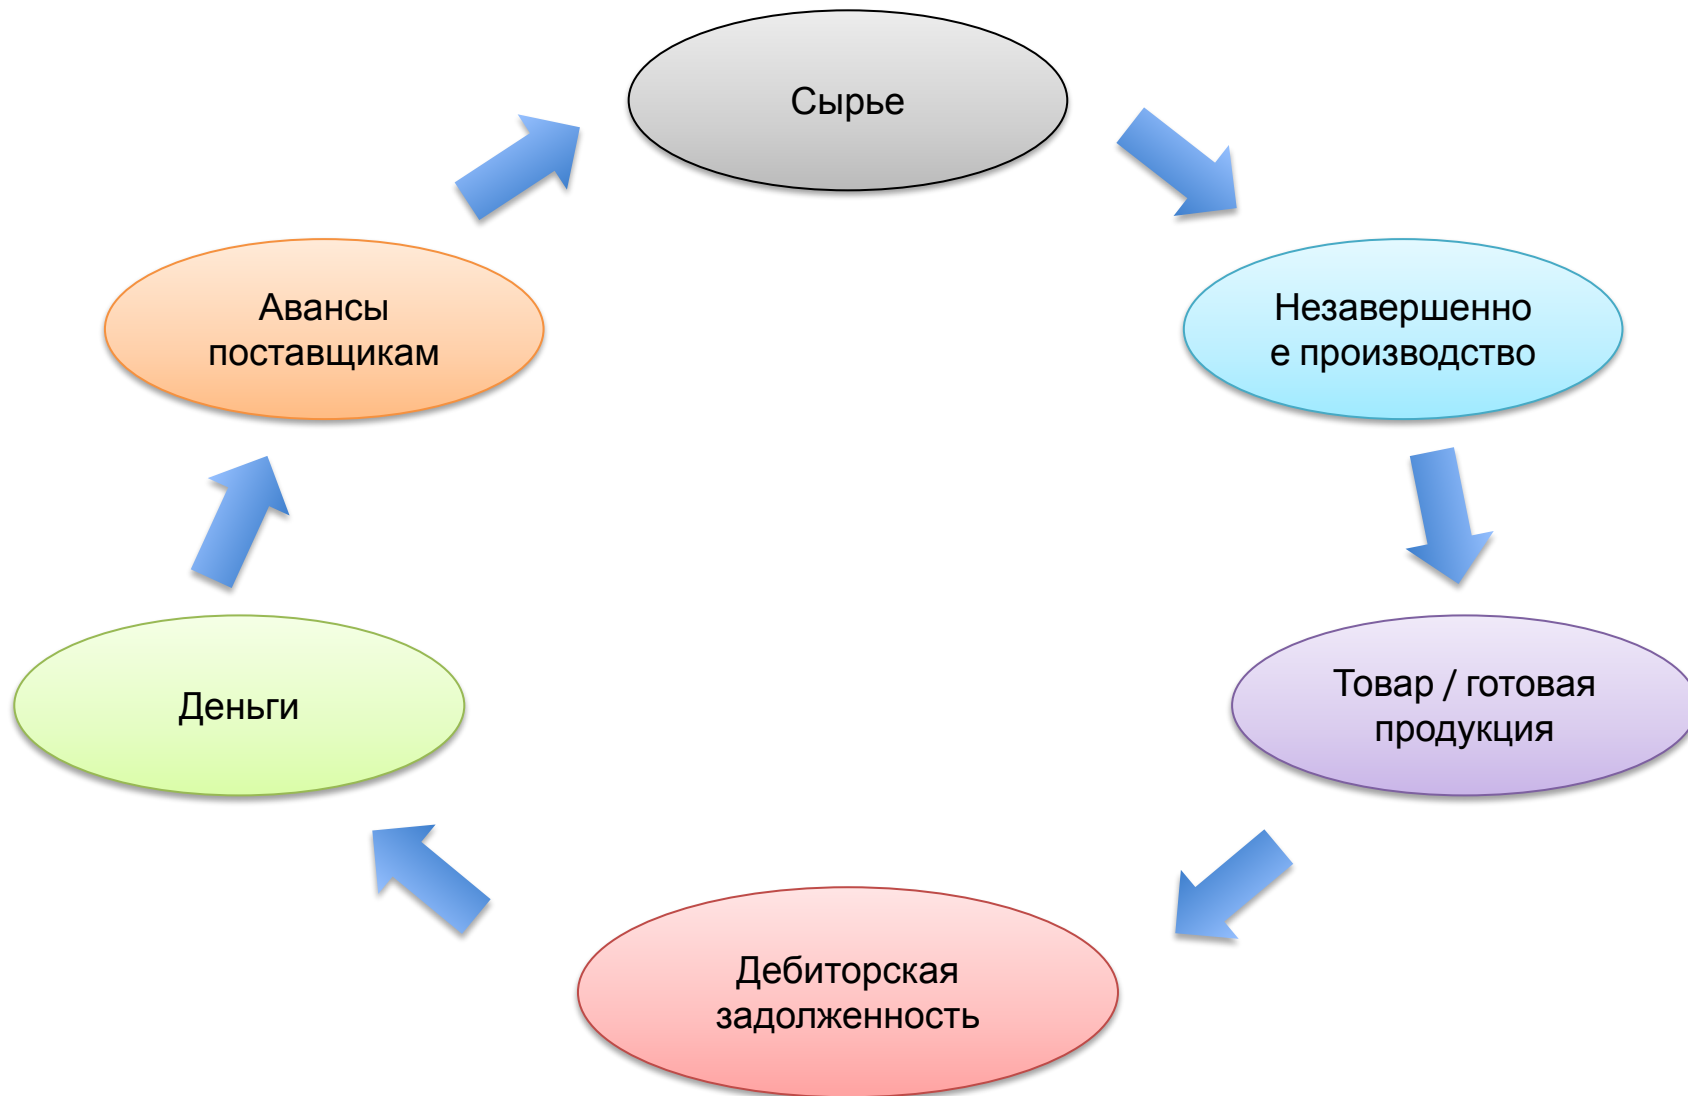 Сырье
Незавершенно
е производство
Товар / готовая
продукция
Дебиторская
задолженность
Деньги
Авансы
поставщикам